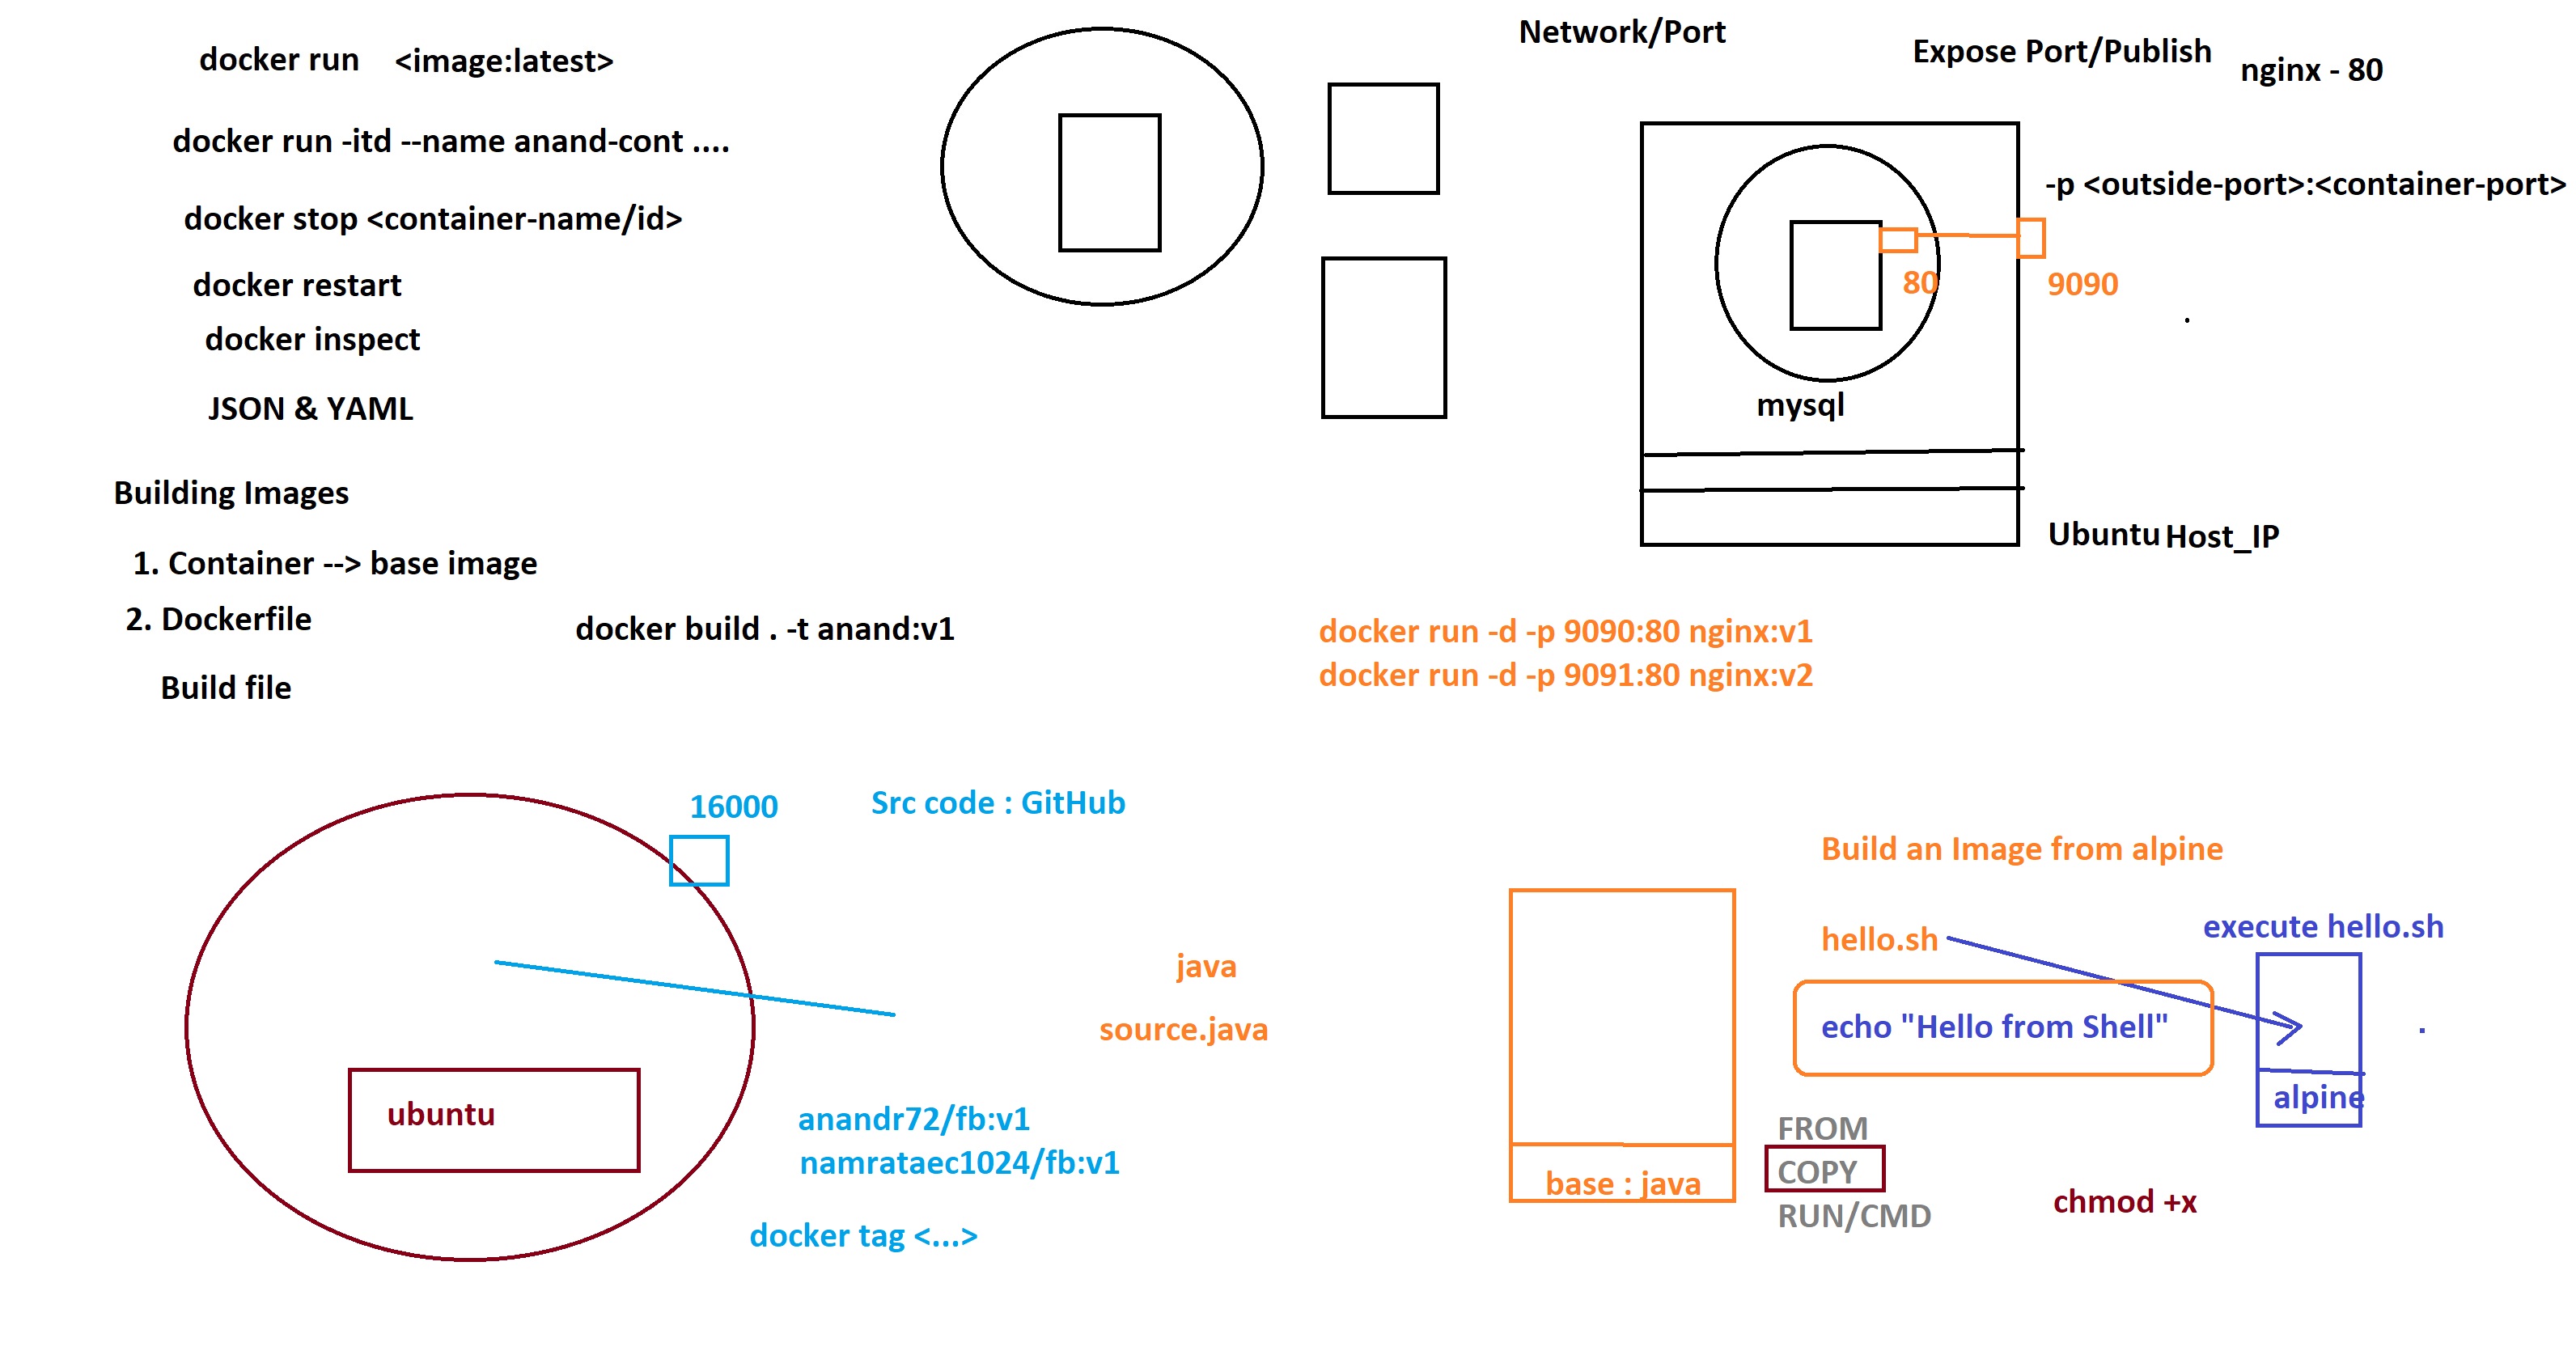 docker run <image:latest>
docker run -itd --name anand-cont ....
docker stop <container-name/id>
docker restart
docker inspect
JSON & YAML
Building Images
1. Container --> base image
2. Dockerfile
docker build . -t anand:v1
Build file
Network/Port
Expose Port/Publish
nginx - 80
-p <outside-port>:<container-port>
80
9090
mysql
Ubuntu Host_IP
docker run -d -p 9090:80 nginx:v1
docker run -d -p 9091:80 nginx:v2
16000
Src code : GitHub
ubuntu
java
source.java
anandr72/fb:v1
namrataec1024/fb:v1
docker tag <...>
Build an Image from alpine
hello.sh
execute hello.sh
echo "Hello from Shell"
alpine
base : java
FROM
COPY
RUN/CMD
chmod +x